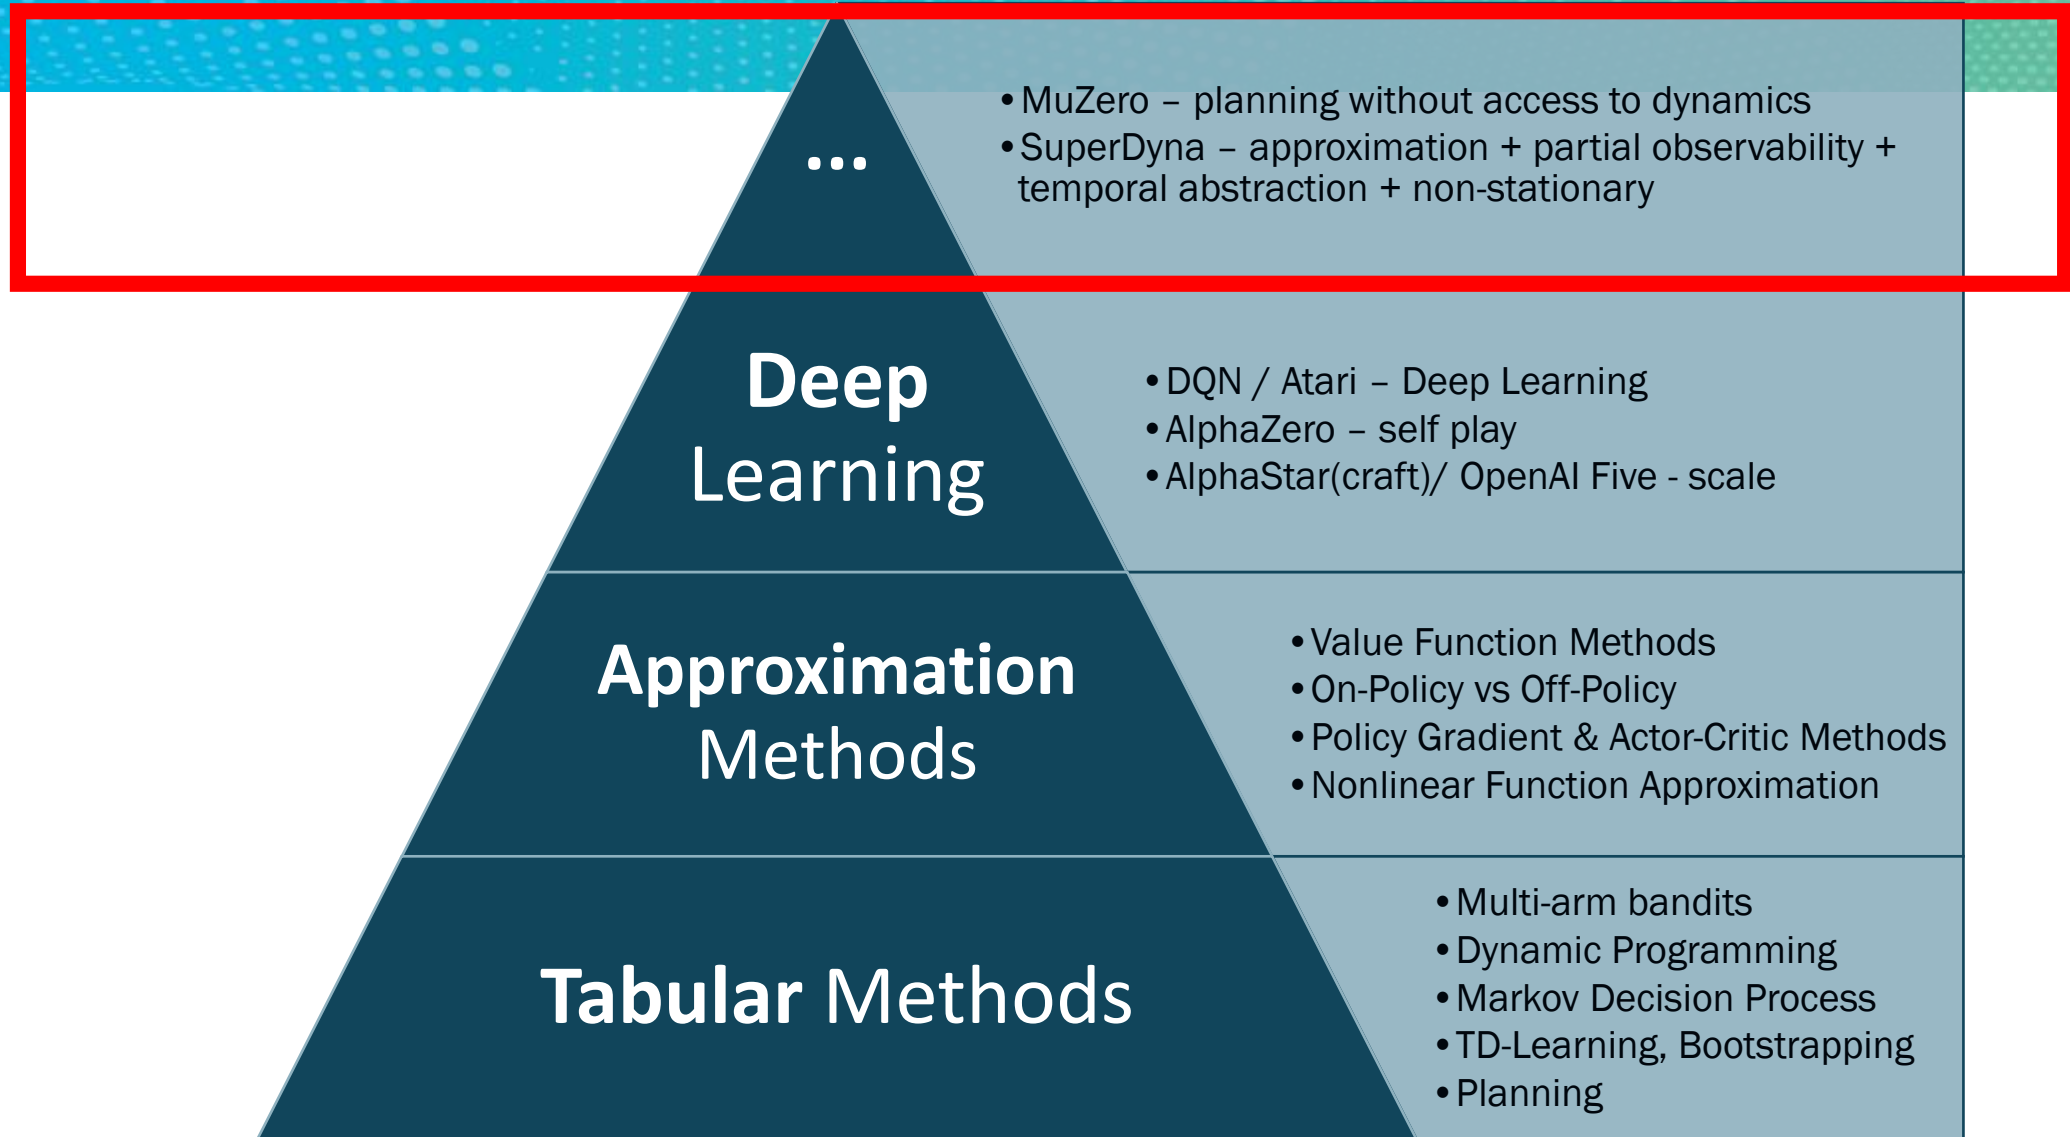 ...
• MuZero – planning without access to dynamics
• SuperDyna – approximation + partial observability +
temporal abstraction + non-stationary
Deep
Learning
• DQN / Atari – Deep Learning
• AlphaZero – self play
• AlphaStar(craft)/ OpenAI Five - scale
Approximation
Methods
• Value Function Methods
• On-Policy vs Off-Policy
• Policy Gradient & Actor-Critic Methods
• Nonlinear Function Approximation
Tabular Methods
• Multi-arm bandits
• Dynamic Programming
• Markov Decision Process
• TD-Learning, Bootstrapping
• Planning